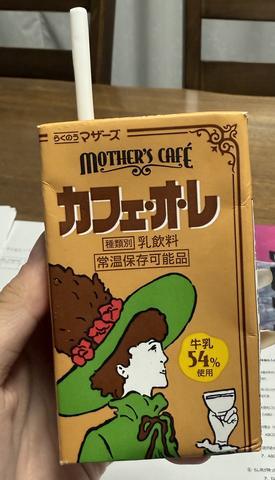 らくのうマザーズ
MOTHER'S CAFÉ
カフェ・オ・レ
種類別 乳飲料
常温保存可能品
牛乳
54%
使用